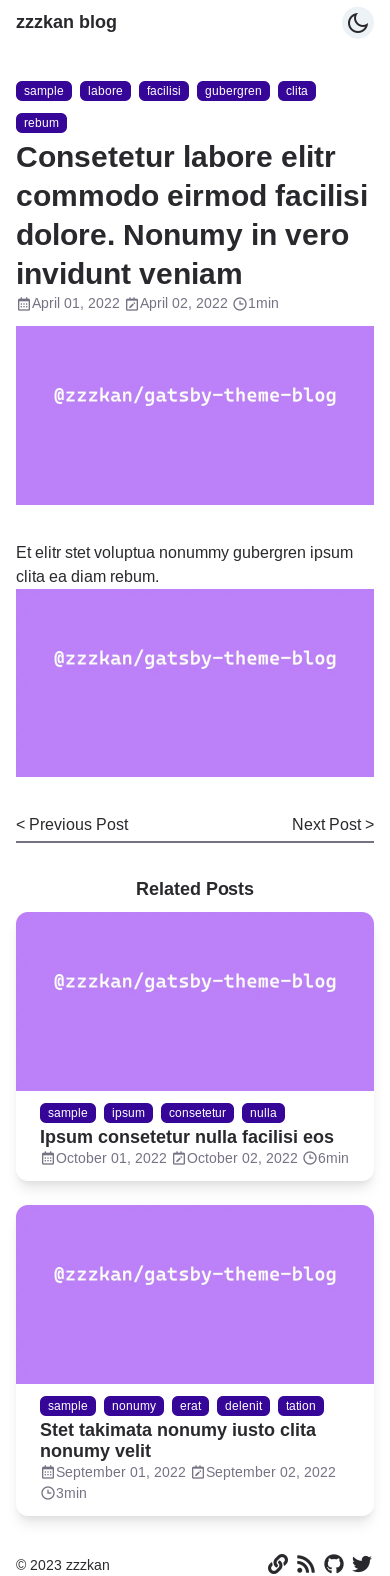 zzzkan blog
sample labore facilisi gubergren clita
rebum
Consetetur labore elitr
commodo eirmod facilisi
dolore. Nonumy in vero
invidunt veniam
April 01, 2022 April 02, 2022 1min
@zzzkan/gatsby-theme-blog
Et elitr stet voluptua nonummy gubergren ipsum
clita ea diam rebum.
@zzzkan/gatsby-theme-blog
< Previous Post Next Post >
Related Posts
@zzzkan/gatsby-theme-blog
sample ipsum consetetur nulla
Ipsum consetetur nulla facilisi eos
October 01, 2022 October 02, 2022 6min
@zzzkan/gatsby-theme-blog
sample nonumy erat delenit tation
Stet takimata nonumy iusto clita
nonumy velit
September 01, 2022 September 02, 2022
3min
© 2023 zzzkan